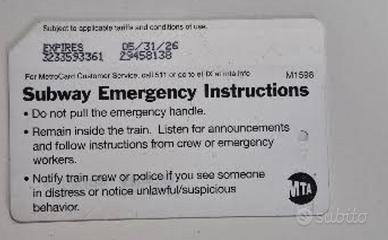 Subject to applicable tariffs and conditions of use.
EXPIRES 05/31/26
3233593361 29458138
For MetroCard Customer Service, call 511 or go to mta.info M1598
Subway Emergency Instructions
• Do not pull the emergency handle.
• Remain inside the train. Listen for announcements
and follow instructions from crew or emergency
workers.
• Notify train crew or police if you see someone
in distress or notice unlawful/suspicious
behavior.
MTA
subito